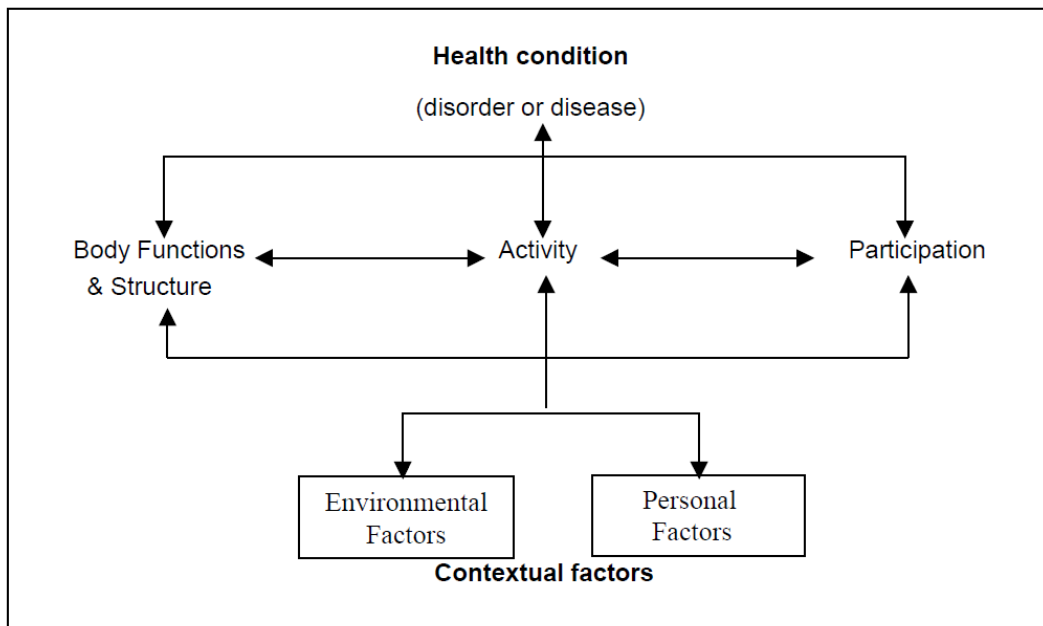 Health condition
(disorder or disease)
Body Functions
& Structure
Activity
Participation
Environmental
Factors
Personal
Factors
Contextual factors